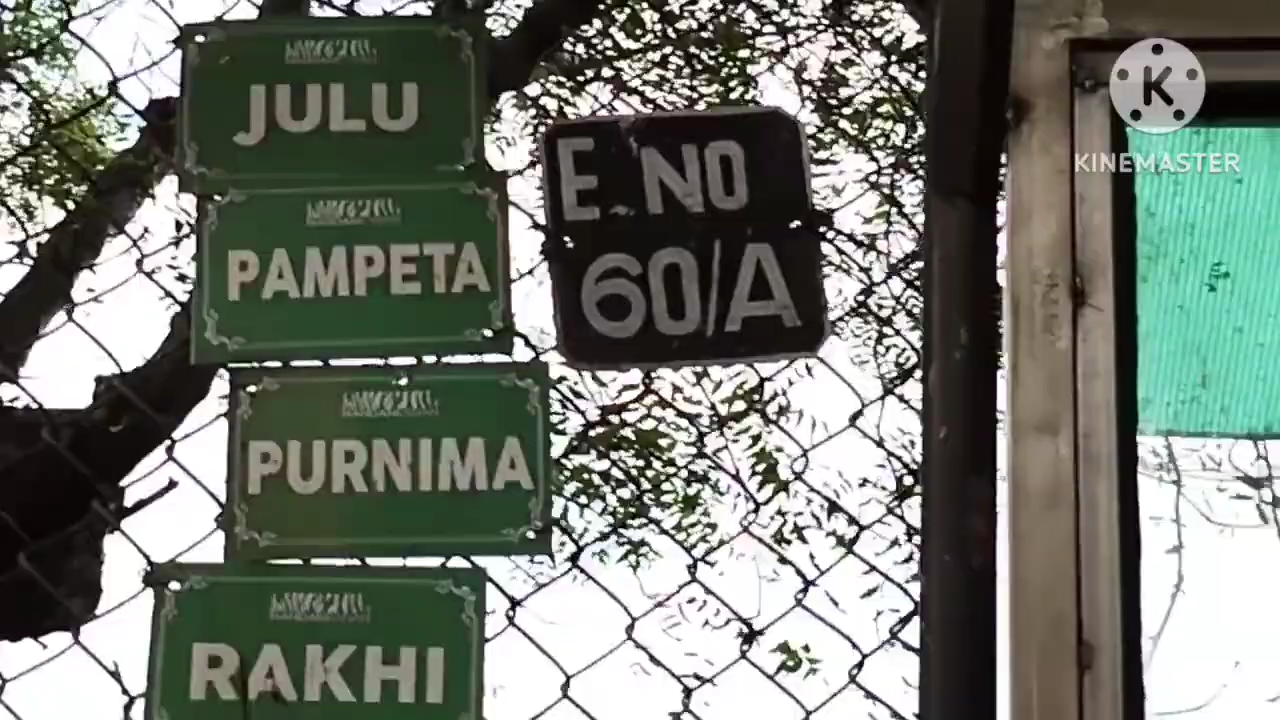 JULU
PAMPETA
PURNIMA
RAKHI
E NO
60/A
KINEMASTER